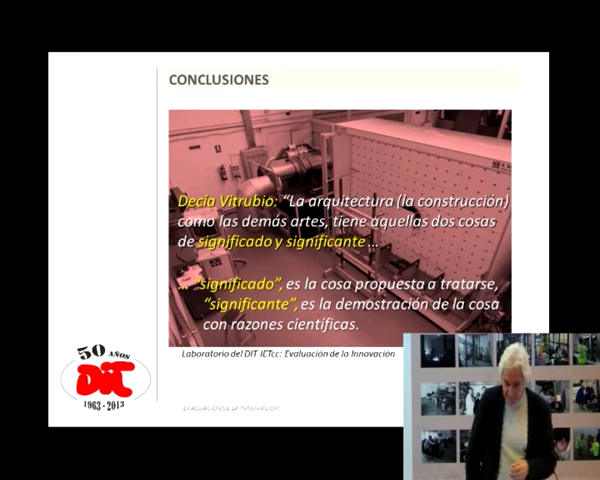 CONCLUSIONES
Decía Vitrubio: “La arquitectura (la construcción)
como las demás artes, tiene aquellas dos cosas
de significado y significante ...
... “significado”, es la cosa propuesta a tratarse,
“significante”, es la demostración de la cosa
con razones científicas.
Laboratorio del DIT IETcc: Evaluación de la Innovación
50 AÑOS
DIT
1963-2013
EVALUACIÓN DE LA INNOVACIÓN